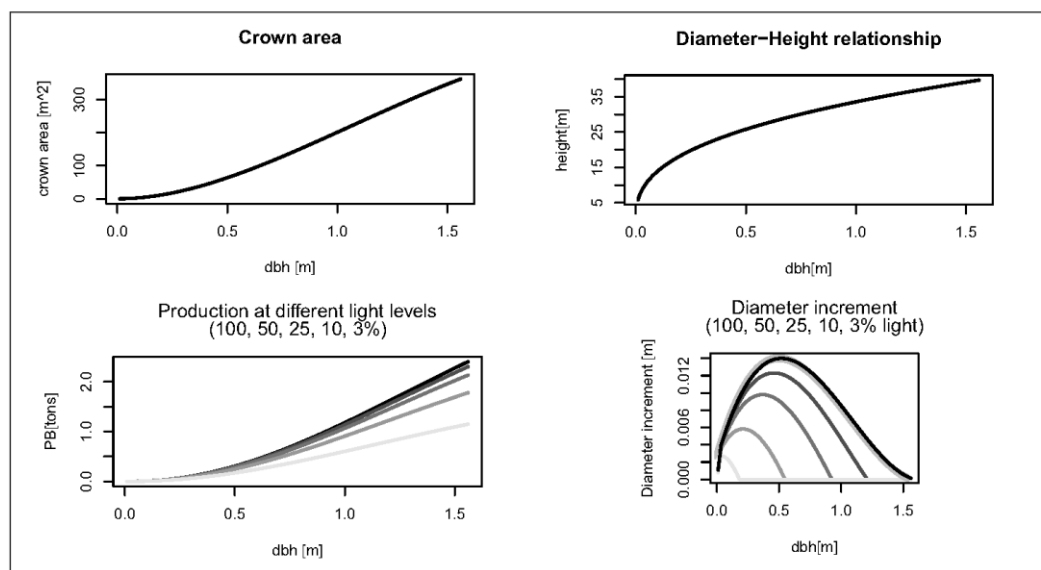 Crown area
crown area [m^2]
300
100
0
0.0 0.5 1.0 1.5
dbh [m]
Diameter−Height relationship
height[m]
35
25
15
5
0.0 0.5 1.0 1.5
dbh[m]
Production at different light levels
(100, 50, 25, 10, 3%)
PB[tons]
2.0
1.0
0.0
0.0 0.5 1.0 1.5
dbh [m]
Diameter increment
(100, 50, 25, 10, 3% light)
Diameter increment [m]
0.012
0.006
0.000
0.0 0.5 1.0 1.5
dbh[m]